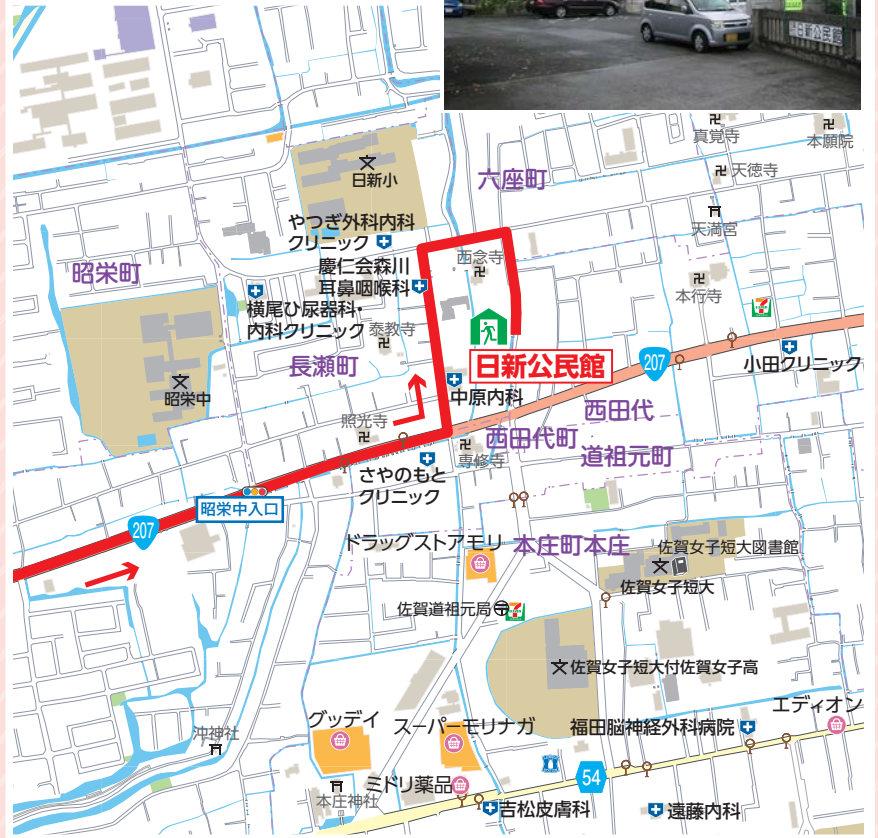 日新公民館
真覚寺
本願院
六座町
卍天徳寺
日新小
天満宮
やつぎ外科内科
クリニック
西念寺
昭栄町
慶仁会森川
耳鼻咽喉科
本行寺
横尾ひ尿器科・
内科クリニック
泰教寺
日新公民館
207
小田クリニック
長瀬町
昭栄中
中原内科
西田代
照光寺
西田代町
専修寺
道祖元町
さやのもと
クリニック
昭栄中入口
207
ドラッグストアモリ
本庄町本庄
佐賀女子短大図書館
佐賀女子短大
佐賀道祖元局
佐賀女子短大付佐賀女子高
エディオン
グッデイ
スーパーモリナガ
福田脳神経外科病院
沖神社
54
ミドリ薬品
本庄神社
吉松皮膚科
遠藤内科